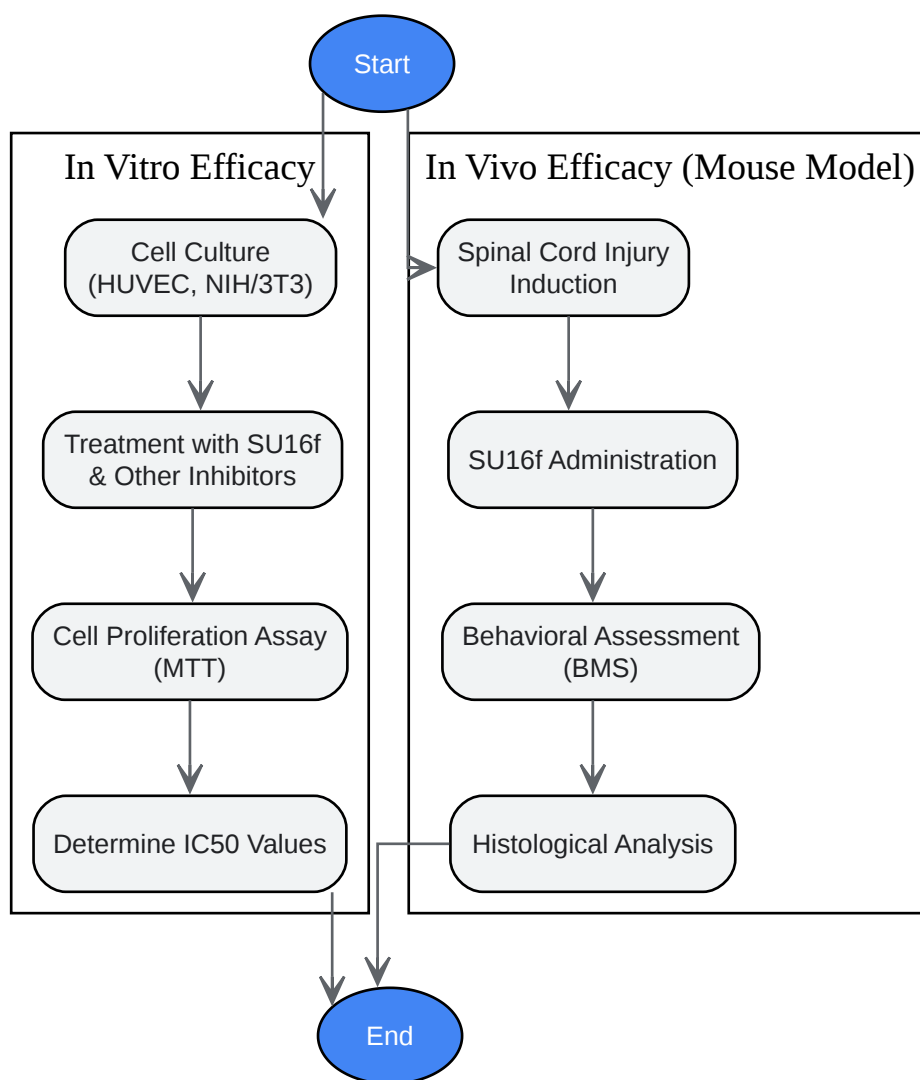 Start
In Vitro Efficacy
Cell Culture
(HUVEC, NIH/3T3)
Treatment with SU16f
& Other Inhibitors
Cell Proliferation Assay
(MTT)
Determine IC50 Values
In Vivo Efficacy (Mouse Model)
Spinal Cord Injury
Induction
SU16f Administration
Behavioral Assessment
(BMS)
Histological Analysis
End